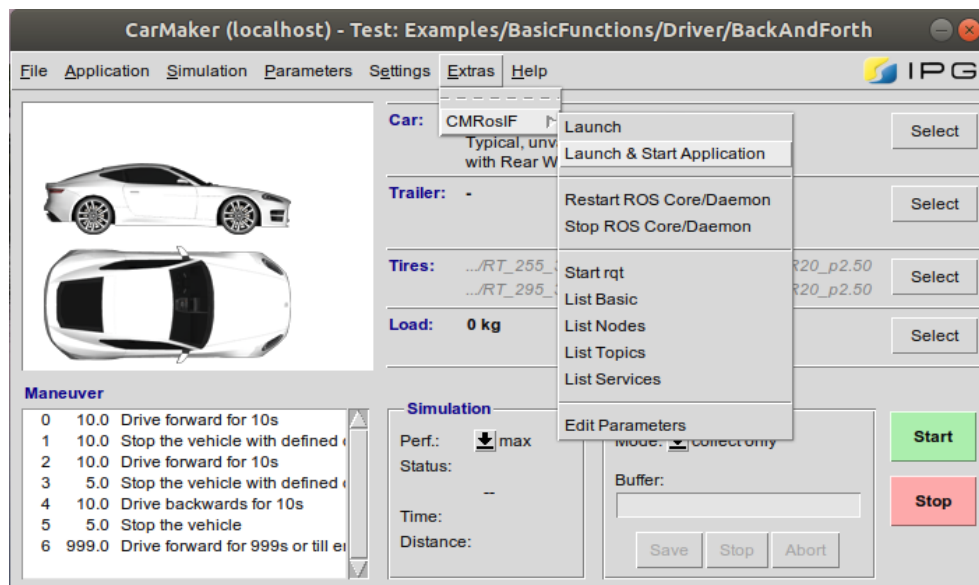 CarMaker (localhost) - Test: Examples/BasicFunctions/Driver/BackAndForth
File Application Simulation Parameters Settings Extras Help
IPG
CMRosIF
Launch
Launch & Start Application
Restart ROS Core/Daemon
Stop ROS Core/Daemon
Start rqt
List Basic
List Nodes
List Topics
List Services
Edit Parameters
Car:
Typical, unv
with Rear W
Select
Trailer: -
Select
Tires: .../RT_255_3 R20_p2.50
.../RT_295_3 R20_p2.50
Select
Load: 0 kg
Select
Maneuver
0 10.0 Drive forward for 10s
1 10.0 Stop the vehicle with defined
2 10.0 Drive forward for 10s
3 5.0 Stop the vehicle with defined
4 10.0 Drive backwards for 10s
5 5.0 Stop the vehicle
6 999.0 Drive forward for 999s or till
Simulation
Perf.: max
Status:
--
Time:
Distance:
Mode: collect only
Buffer:
Save Stop Abort
Start
Stop